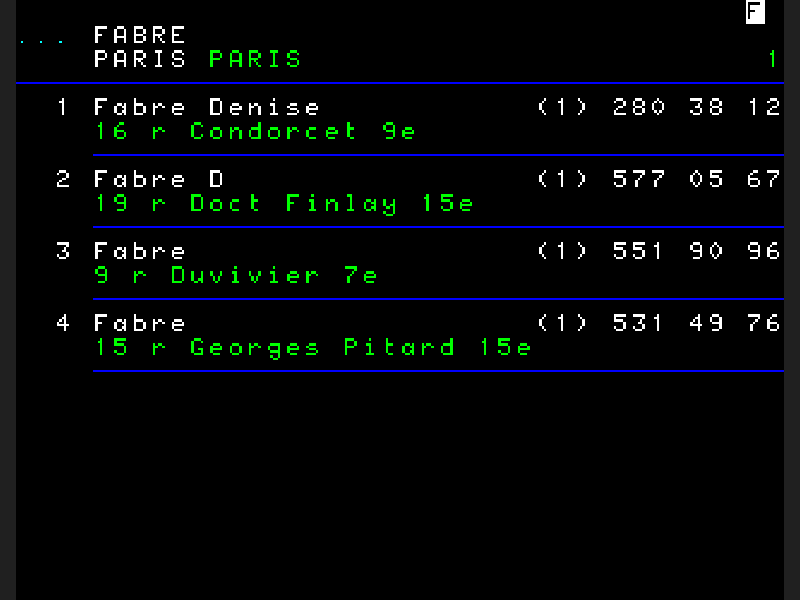 F
... FABRE
PARIS PARIS 1
1 Fabre Denise (1) 280 38 12
16 r Condorcet 9e
2 Fabre D (1) 577 05 67
19 r Doct Finlay 15e
3 Fabre (1) 551 90 96
9 r Duvivier 7e
4 Fabre (1) 531 49 76
15 r Georges Pitard 15e